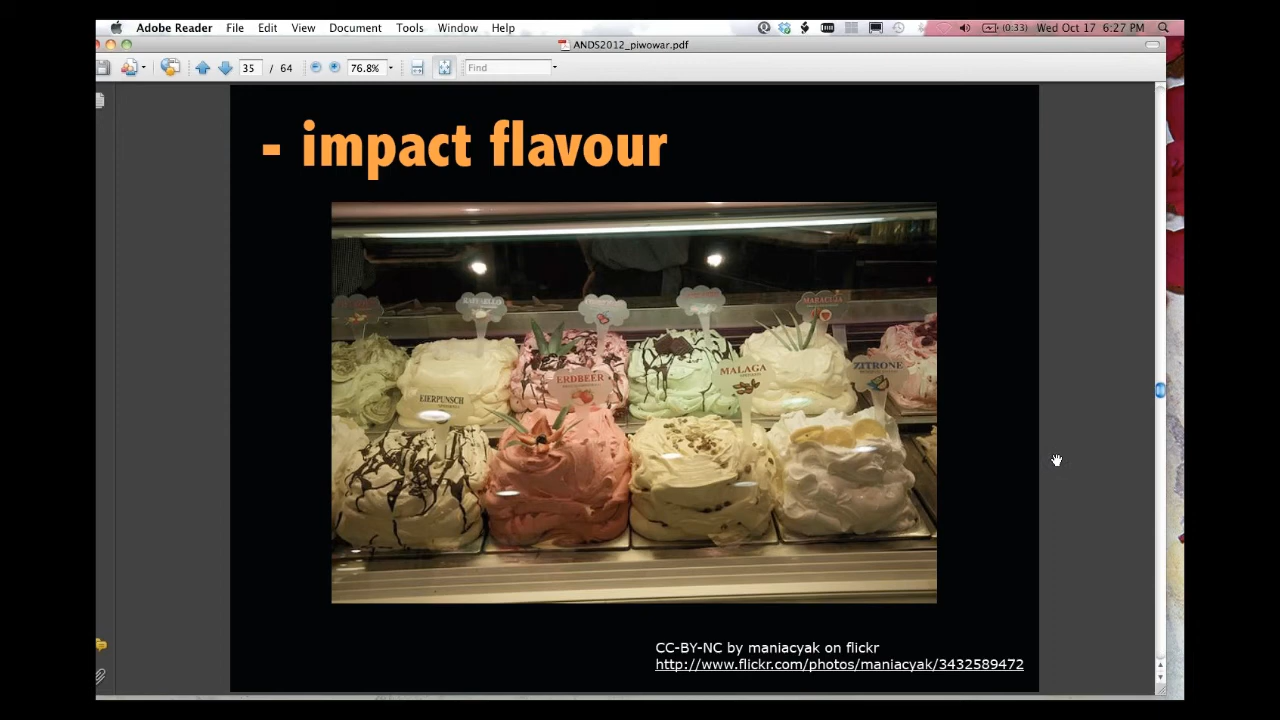 Adobe Reader File Edit View Document Tools Window Help (0:33) Wed Oct 17 6:27 PM
ANDS2012_piwowar.pdf
35 / 64 76.8% Find
- impact flavour
RAFFAELLO
MARACUJA
MALAGA
ZITRONE
ERDBEER
EIERPUNSCH
CC-BY-NC by maniacyak on flickr
http://www.flickr.com/photos/maniacyak/3432589472